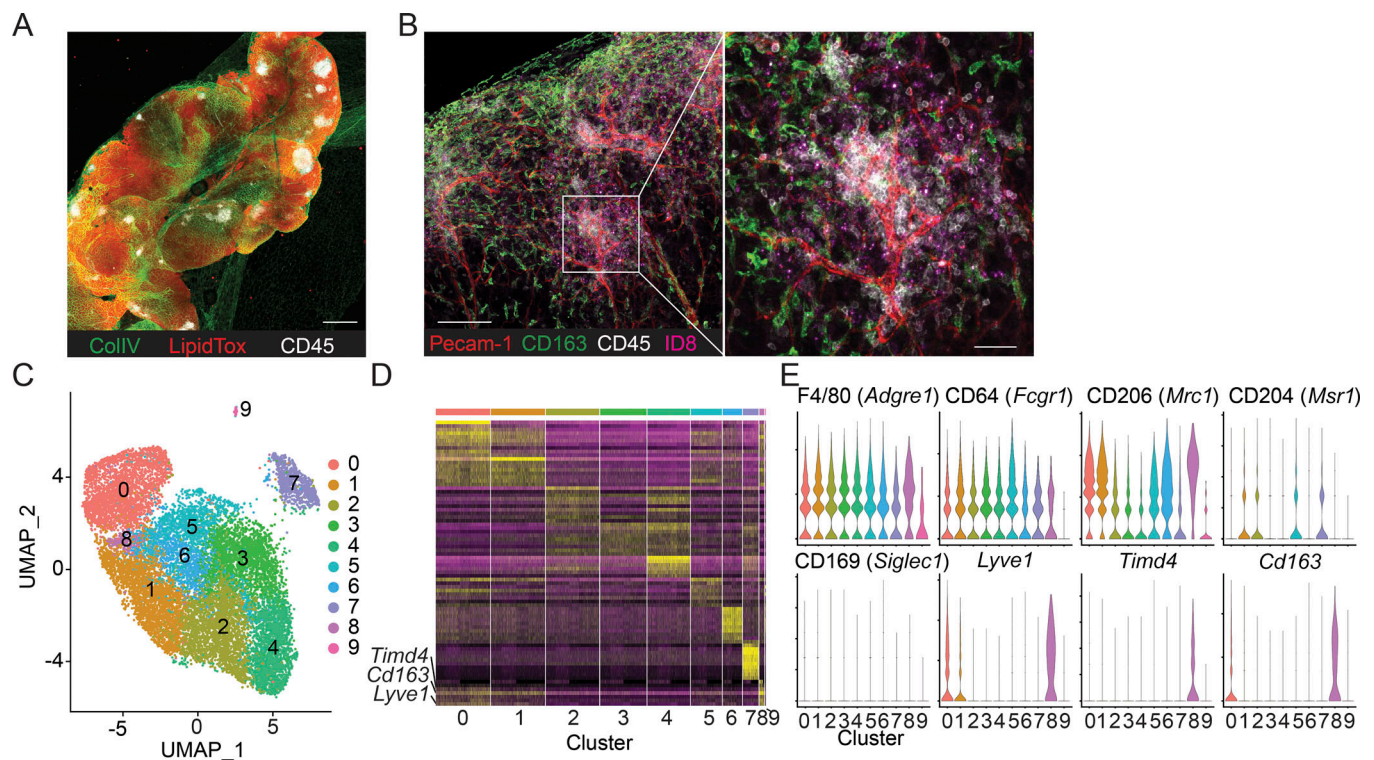 A
ColIV LipidTox CD45
B
Pecam-1 CD163 CD45 ID8
C
UMAP_2
4
0
-4
-5 0 5
UMAP_1
0
1
2
3
4
5
6
7
8
9
0
1
2
3
4
5
6
7
8
9
D
Timd4
Cd163
Lyve1
0 1 2 3 4 5 6 7 8 9
Cluster
E
F4/80 (Adgre1) CD64 (Fcgr1) CD206 (Mrc1) CD204 (Msr1)
CD169 (Siglec1) Lyve1 Timd4 Cd163
0123456789 0123456789 0123456789 0123456789
Cluster